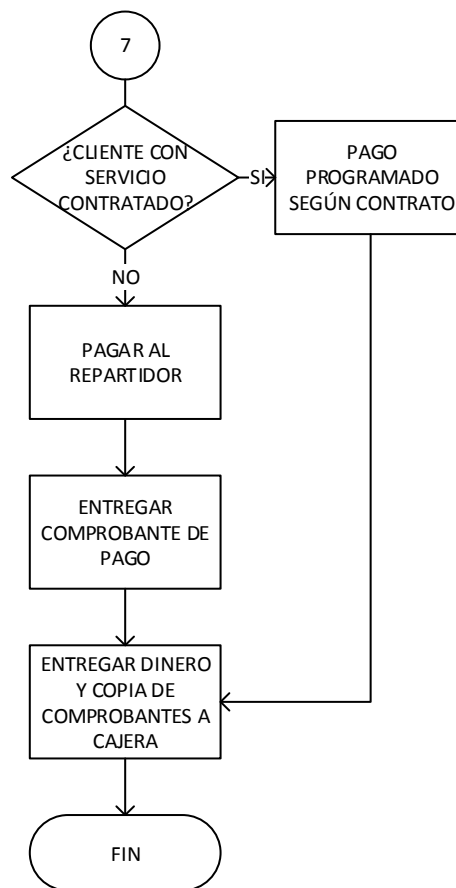 7
¿CLIENTE CON
SERVICIO
CONTRATADO?
SI
PAGO
PROGRAMADO
SEGÚN CONTRATO
NO
PAGAR AL
REPARTIDOR
ENTREGAR
COMPROBANTE DE
PAGO
ENTREGAR DINERO
Y COPIA DE
COMPROBANTES A
CAJERA
FIN